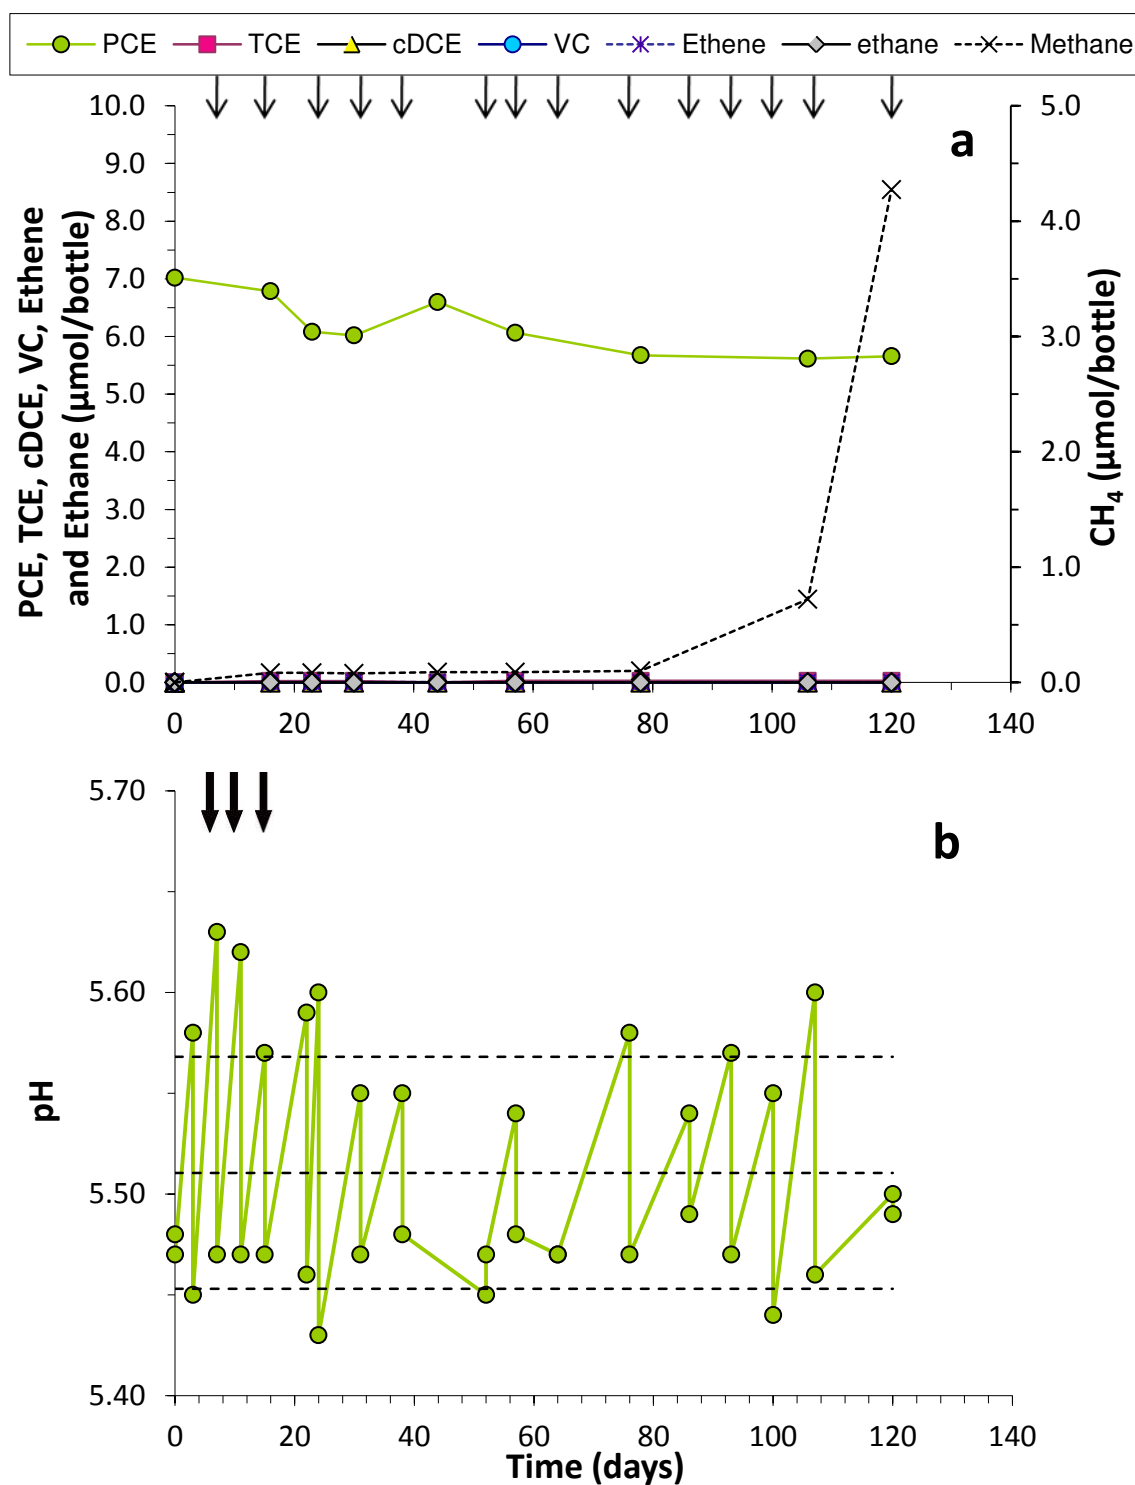 PCE TCE cDCE VC Ethene ethane Methane
a
PCE, TCE, cDCE, VC, Ethene
and Ethane (µmol/bottle)
10.0
9.0
8.0
7.0
6.0
5.0
4.0
3.0
2.0
1.0
0.0
5.0
4.0
3.0
2.0
1.0
0.0
CH₄ (µmol/bottle)
0 20 40 60 80 100 120 140
b
pH
5.70
5.60
5.50
5.40
0 20 40 60 80 100 120 140
Time (days)